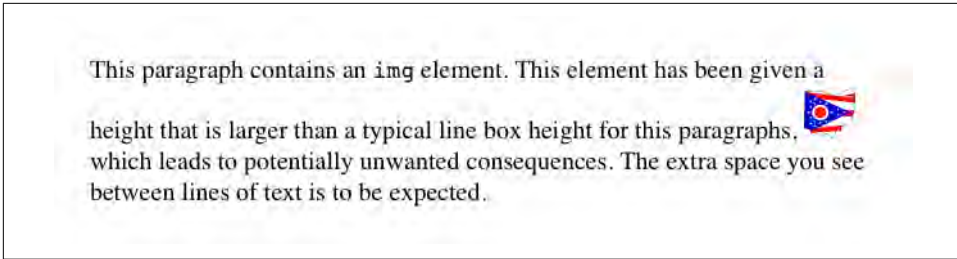 This paragraph contains an img element. This element has been given a
height that is larger than a typical line box height for this paragraphs,
which leads to potentially unwanted consequences. The extra space you see
between lines of text is to be expected.